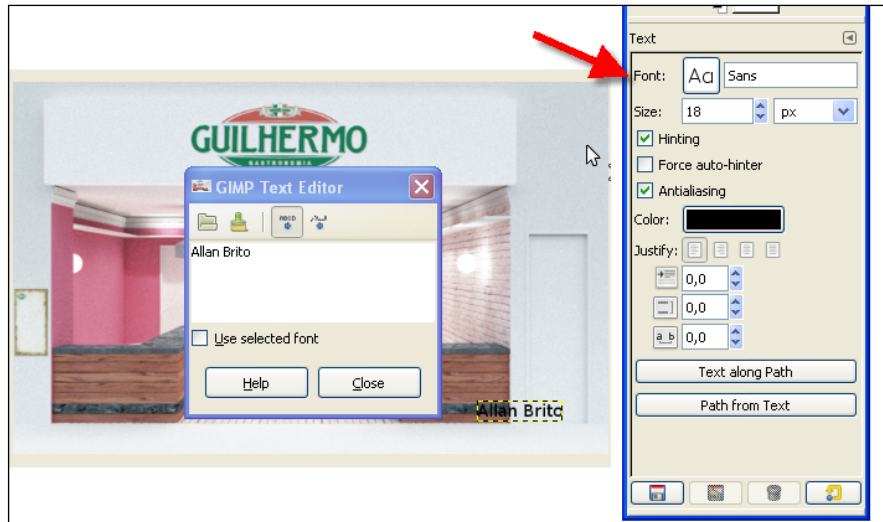 Text
Font: Aa Sans
Size: 18 px
Hinting
Force auto-hinter
Antialiasing
Color:
Justify:
0,0
0,0
a b 0,0
Text along Path
Path from Text
GUILHERMO
GASTRONOMIA
GIMP Text Editor
Allan Brito
Use selected font
Help Close
Allan Brito